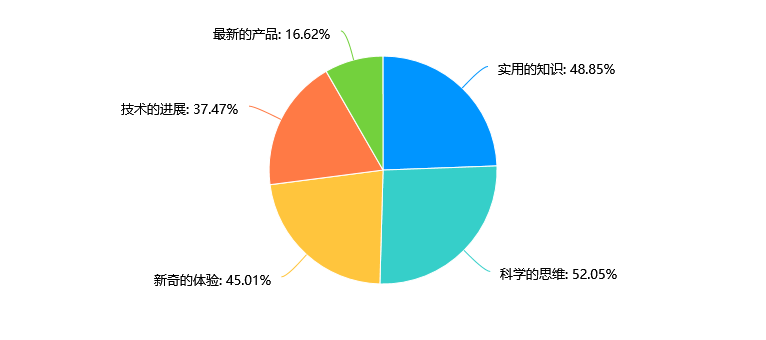 最新的产品: 16.62%
实用的知识: 48.85%
技术的进展: 37.47%
科学的思维: 52.05%
新奇的体验: 45.01%